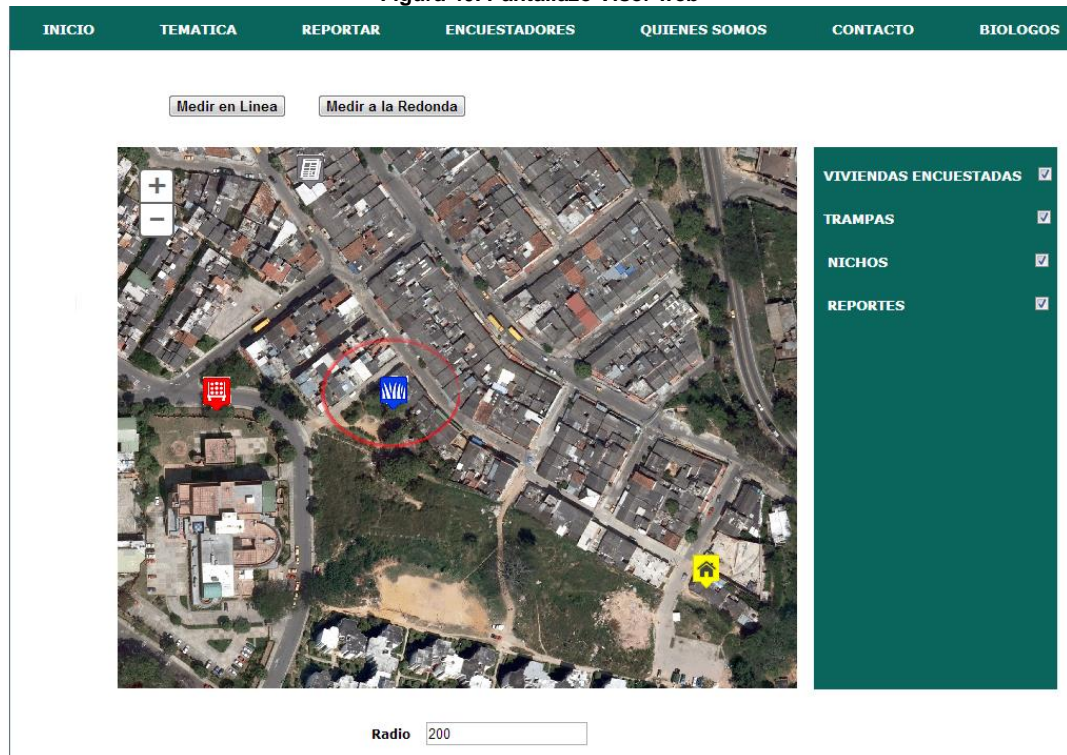 INICIO TEMATICA REPORTAR ENCUESTADORES QUIENES SOMOS CONTACTO BIOLOGOS
Medir en Linea Medir a la Redonda
+
−
VIVIENDAS ENCUESTADAS
TRAMPAS
NICHOS
REPORTES
Radio 200